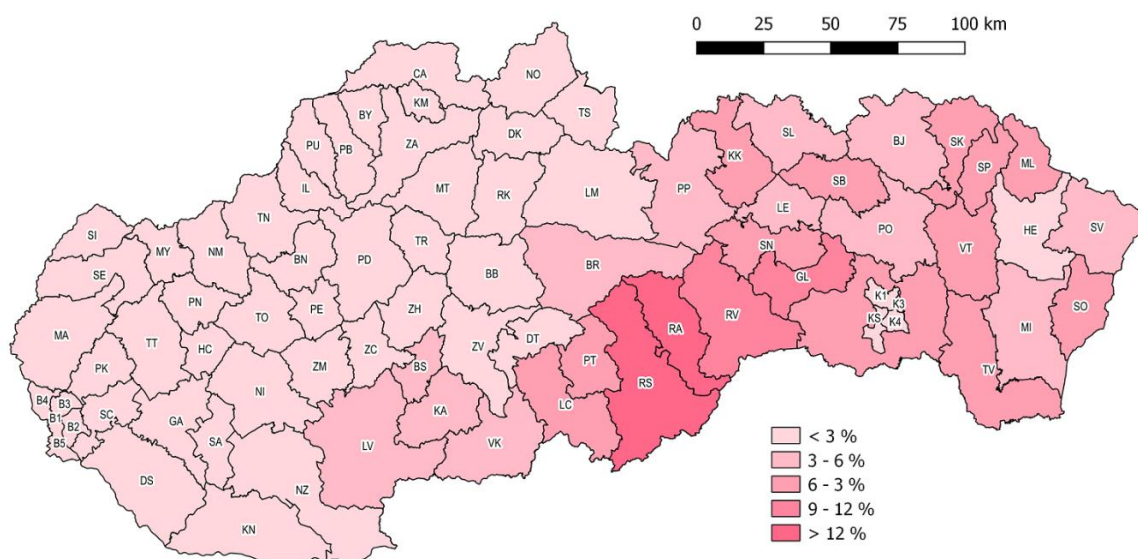 0 25 50 75 100 km
CA
NO
KM
TS
BY
DK
SL
BJ
SK
PU
PB
ZA
KK
SP
ML
IL
MT
RK
LM
PP
SB
LE
TN
SI
MY
NM
TR
PO
HE
SV
SE
BN
PD
BB
SN
VT
BR
GL
PN
TO
PE
ZH
K1
K3
SO
MA
TT
RA
RV
KS
K4
MI
HC
ZM
ZC
ZV
DT
PT
BS
PK
NI
RS
TV
B4
B3
SC
GA
KA
LC
B1
B2
SA
LV
VK
B5
DS
NZ
KN
< 3 %
3 - 6 %
6 - 3 %
9 - 12 %
> 12 %